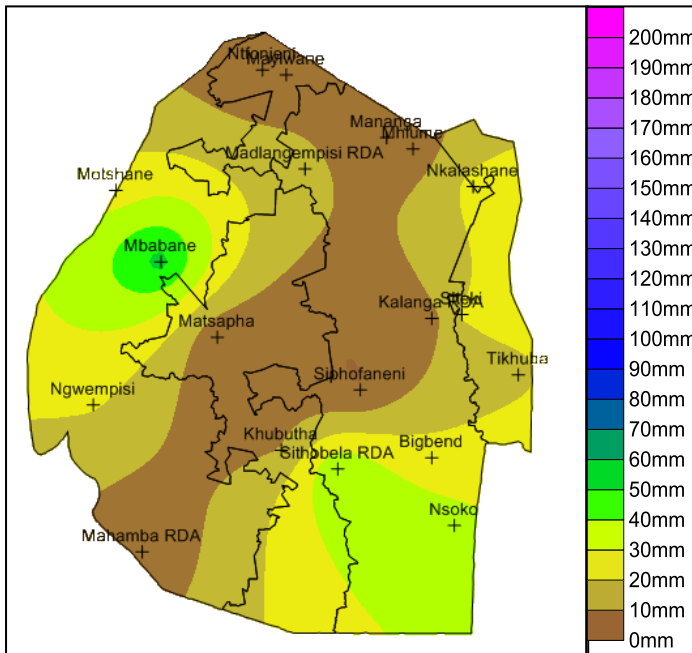 Ntfonjeni
Mayiwane
Mananga
Mhlume
Madlangempisi RDA
Nkalashane
Motshane
Mbabane
Kalanga RDA
Siteki
Matsapha
Tikhuba
Siphofaneni
Ngwempisi
Khubutha
Bigbend
Sithobela RDA
Nsoko
Mahamba RDA
200mm
190mm
180mm
170mm
160mm
150mm
140mm
130mm
120mm
110mm
100mm
90mm
80mm
70mm
60mm
50mm
40mm
30mm
20mm
10mm
0mm